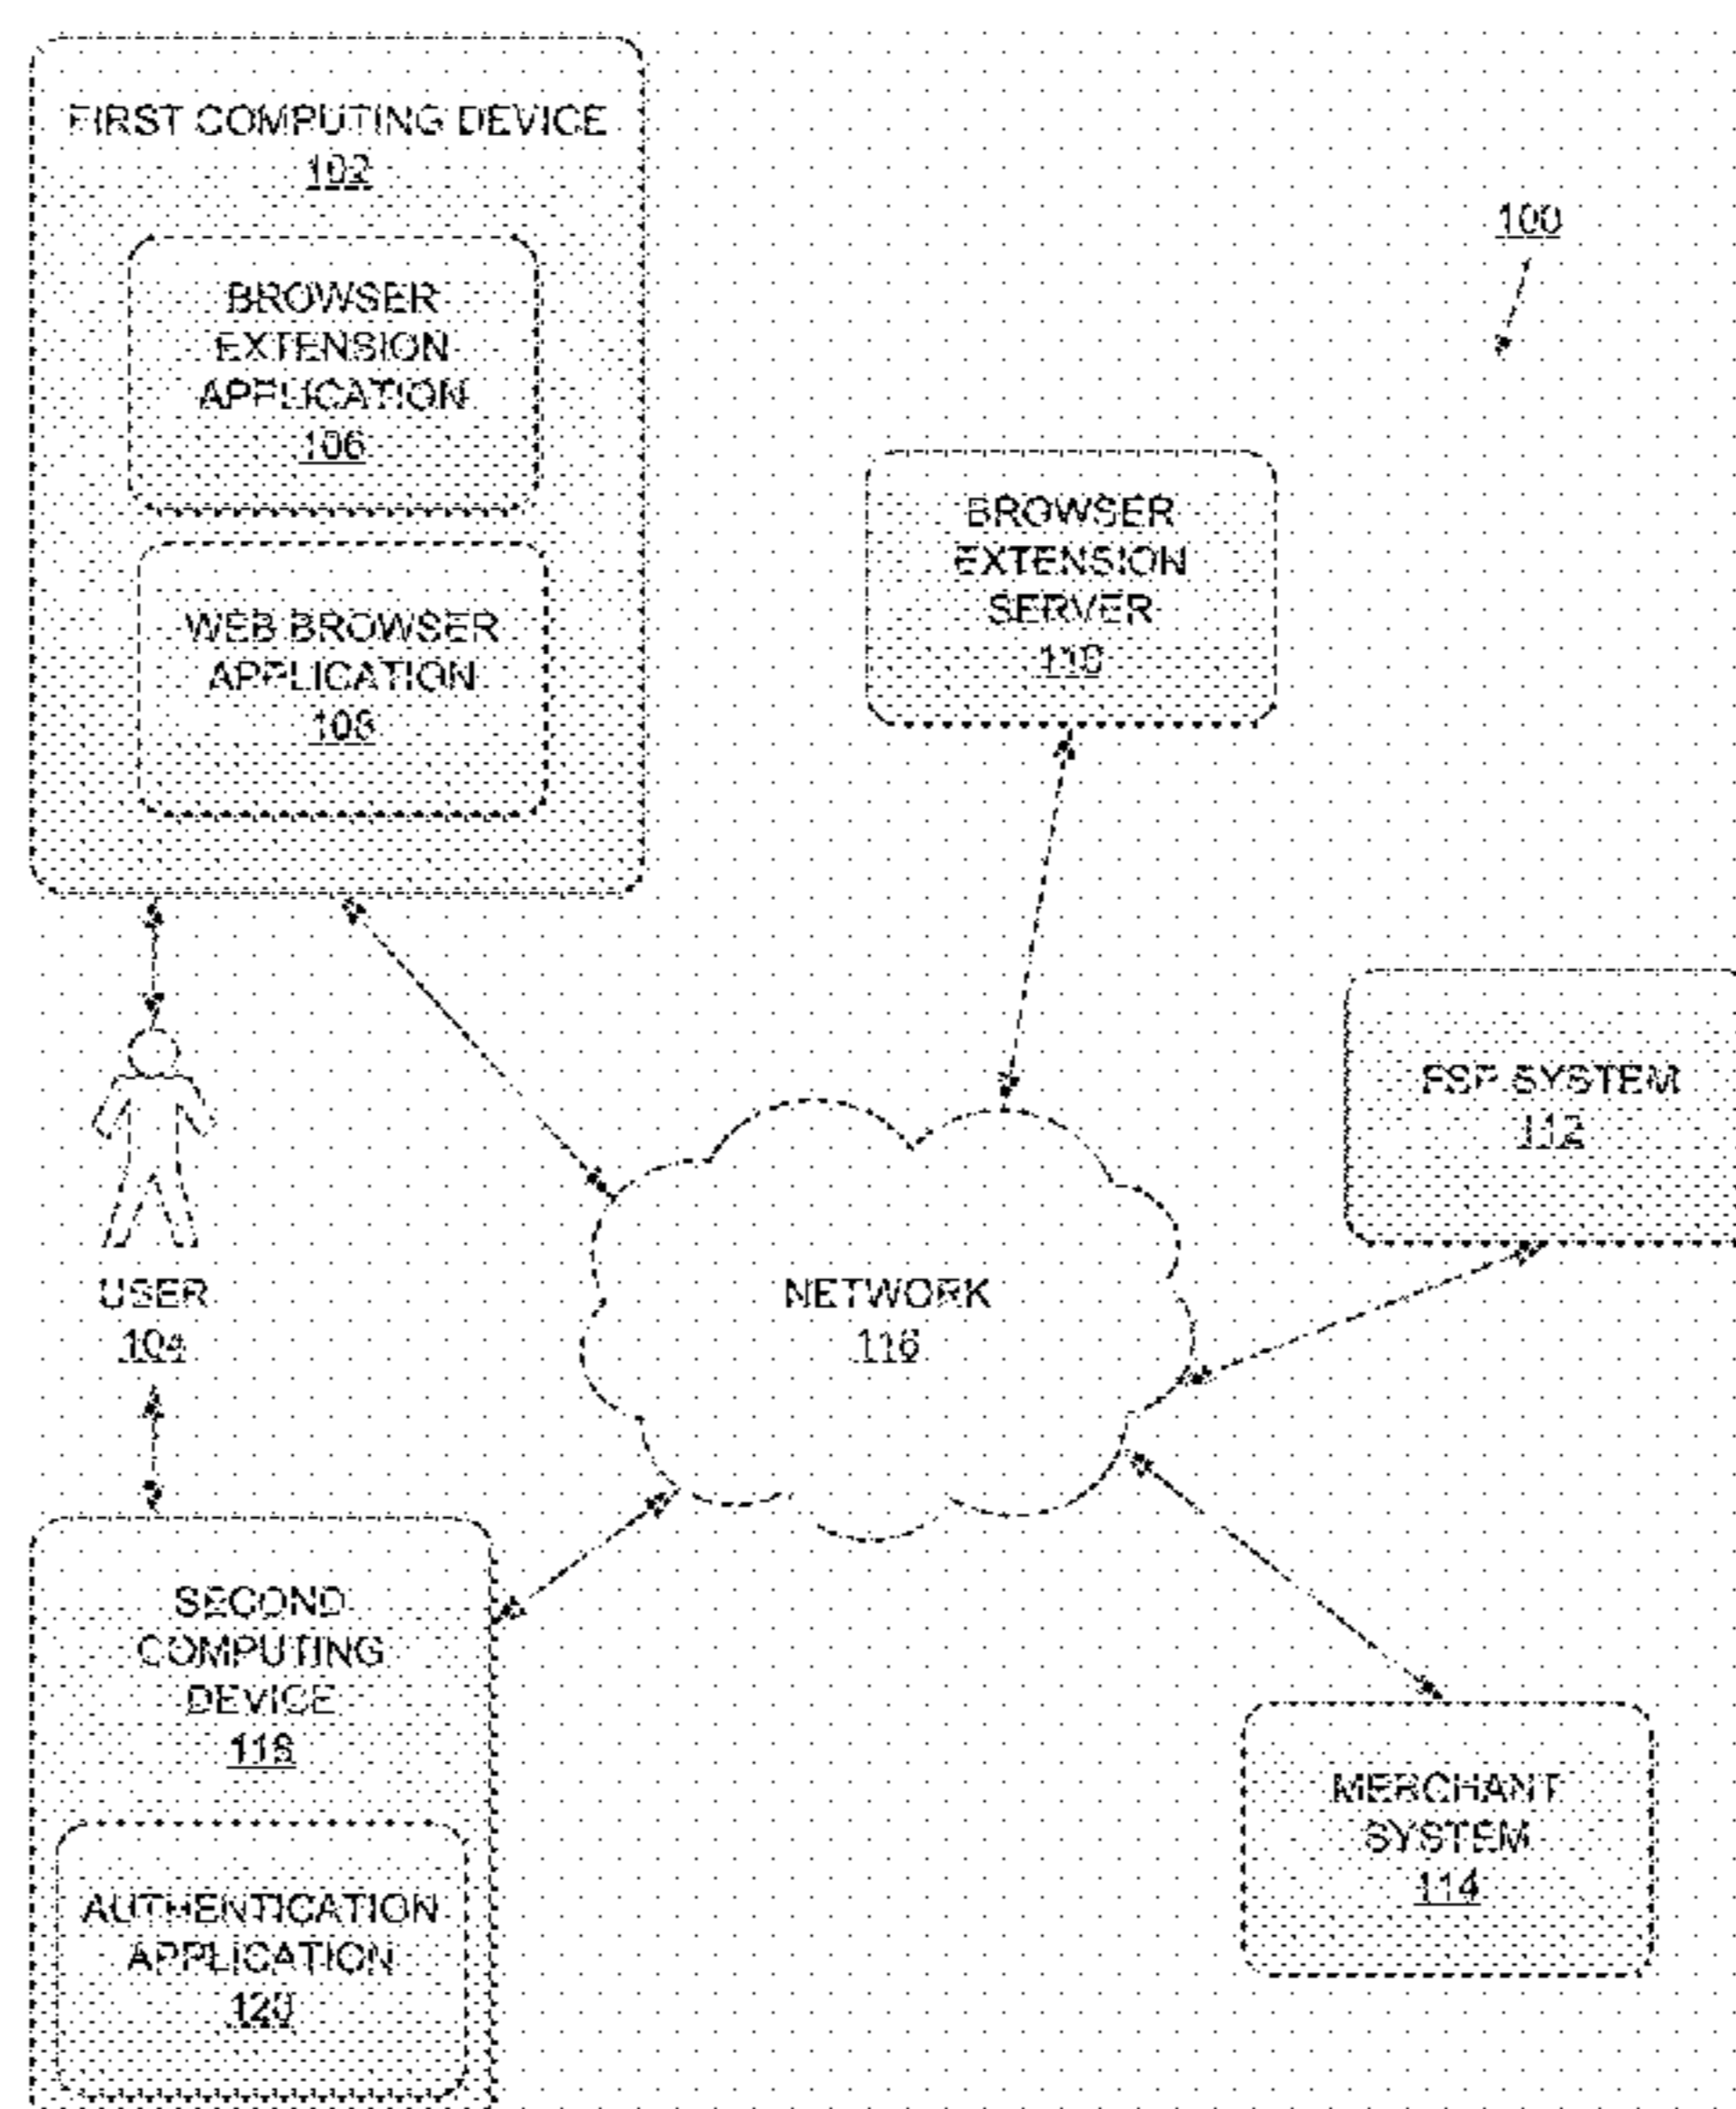 FIRST COMPUTING DEVICE
102
BROWSER
EXTENSION
APPLICATION
106
WEB BROWSER
APPLICATION
108
100
BROWSER
EXTENSION
SERVER
110
FSP SYSTEM
112
USER
104
NETWORK
116
SECOND
COMPUTING
DEVICE
118
AUTHENTICATION
APPLICATION
120
MERCHANT
SYSTEM
114